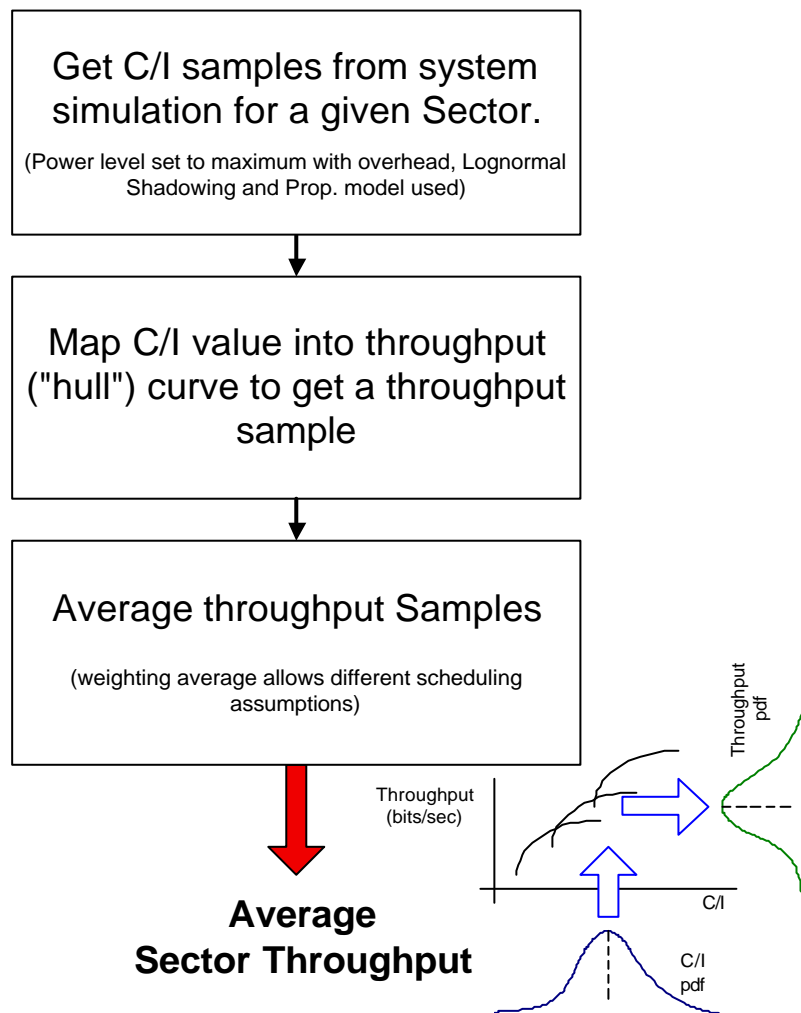 Get C/I samples from system
simulation for a given Sector.
(Power level set to maximum with overhead, Lognormal
Shadowing and Prop. model used)
Map C/I value into throughput
("hull") curve to get a throughput
sample
Average throughput Samples
(weighting average allows different scheduling
assumptions)
Average
Sector Throughput
Throughput
(bits/sec)
C/I
Throughput
pdf
C/I
pdf